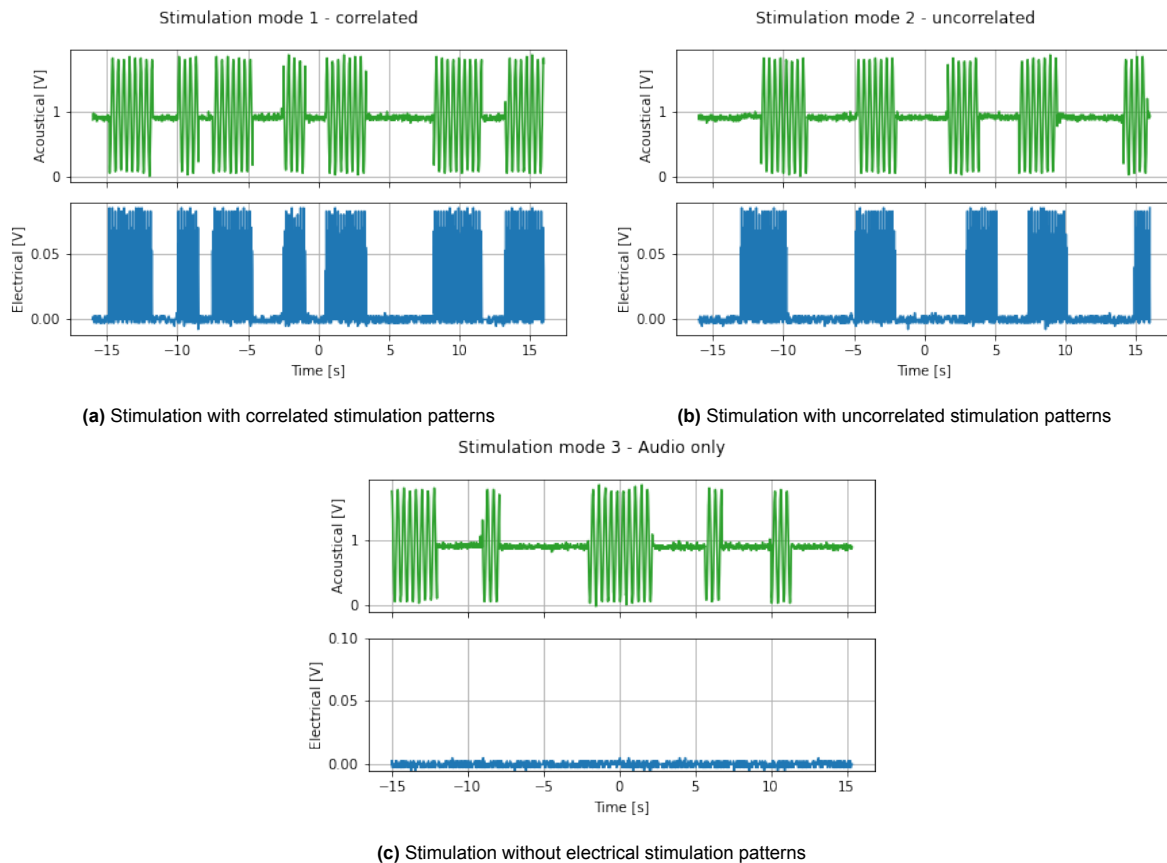 Stimulation mode 1 - correlated
Acoustical [V]
1
0
Electrical [V]
0.05
0.00
−15 −10 −5 0 5 10 15
Time [s]
(a) Stimulation with correlated stimulation patterns
Stimulation mode 2 - uncorrelated
Acoustical [V]
1
0
Electrical [V]
0.05
0.00
−15 −10 −5 0 5 10 15
Time [s]
(b) Stimulation with uncorrelated stimulation patterns
Stimulation mode 3 - Audio only
Acoustical [V]
1
0
Electrical [V]
0.10
0.05
0.00
−15 −10 −5 0 5 10 15
Time [s]
(c) Stimulation without electrical stimulation patterns